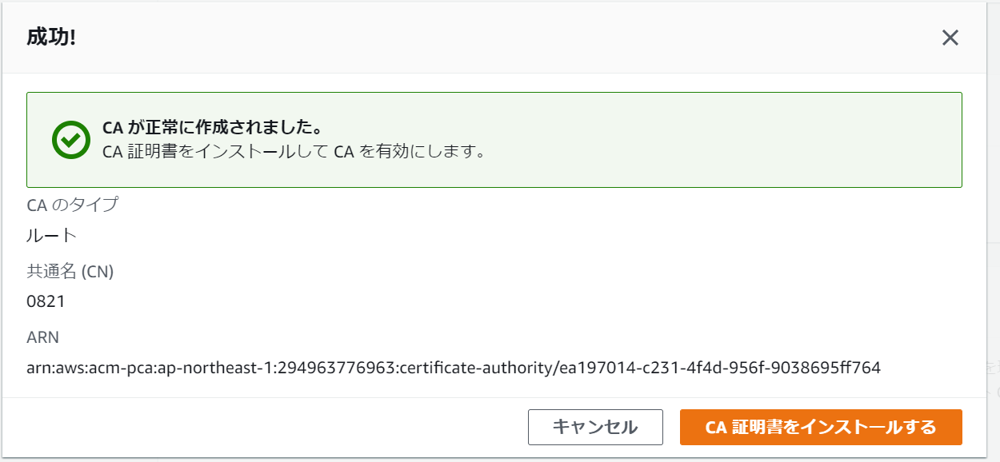 成功!
CA が正常に作成されました。
CA 証明書をインストールして CA を有効にします。
CA のタイプ
ルート
共通名 (CN)
0821
ARN
arn:aws:acm-pca:ap-northeast-1:294963776963:certificate-authority/ea197014-c231-4f4d-956f-9038695ff764
キャンセル
CA 証明書をインストールする